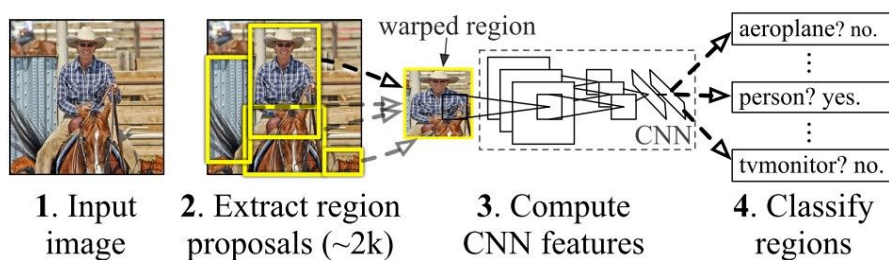 warped region
aeroplane? no.
person? yes.
CNN
tvmonitor? no.
1. Input
image
2. Extract region
proposals (~2k)
3. Compute
CNN features
4. Classify
regions